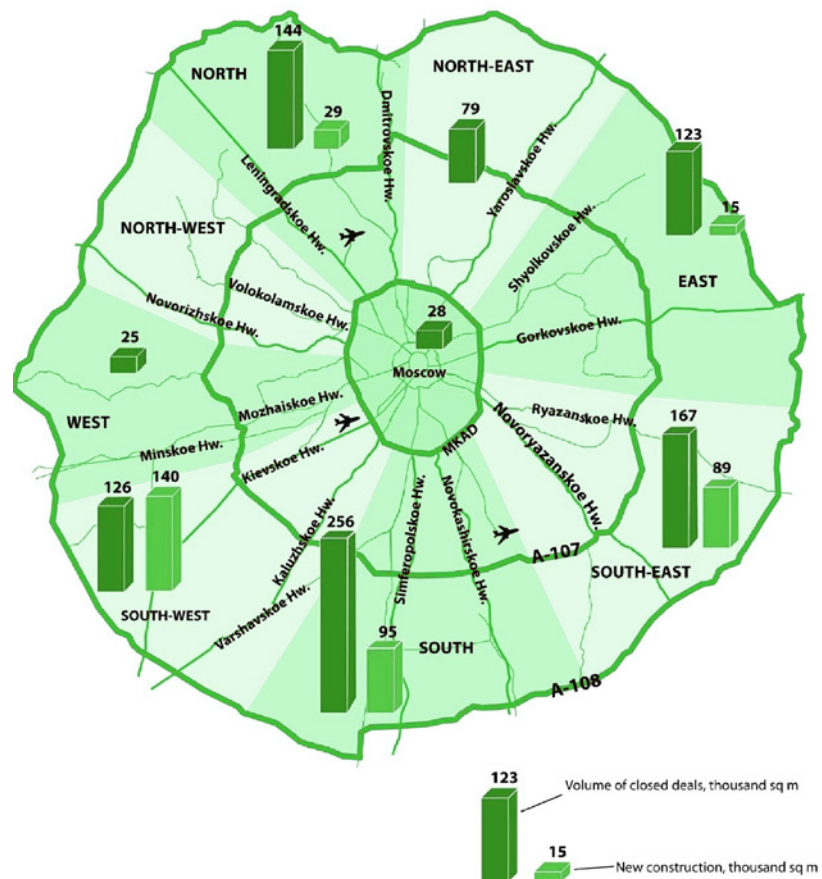 144
NORTH
29
NORTH-EAST
79
123
15
EAST
Dmitrovskoe Hw.
Leningradskoe Hw.
Yaroslavskoe Hw.
Shyolkovskoe Hw.
NORTH-WEST
Volokolamskoe Hw.
Novorizhskoe Hw.
28
Gorkovskoe Hw.
Moscow
25
WEST
Mozhaiskoe Hw.
Minskoe Hw.
Kievskoe Hw.
MKAD
Ryazanskoe Hw.
Novoryazanskoe Hw.
167
89
126
140
SOUTH-WEST
Kaluzhskoe Hw.
Varshavskoe Hw.
256
Simferopolskoe Hw.
Novokashirskoe Hw.
95
SOUTH
A-107
SOUTH-EAST
A-108
123
Volume of closed deals, thousand sq m
15
New construction, thousand sq m